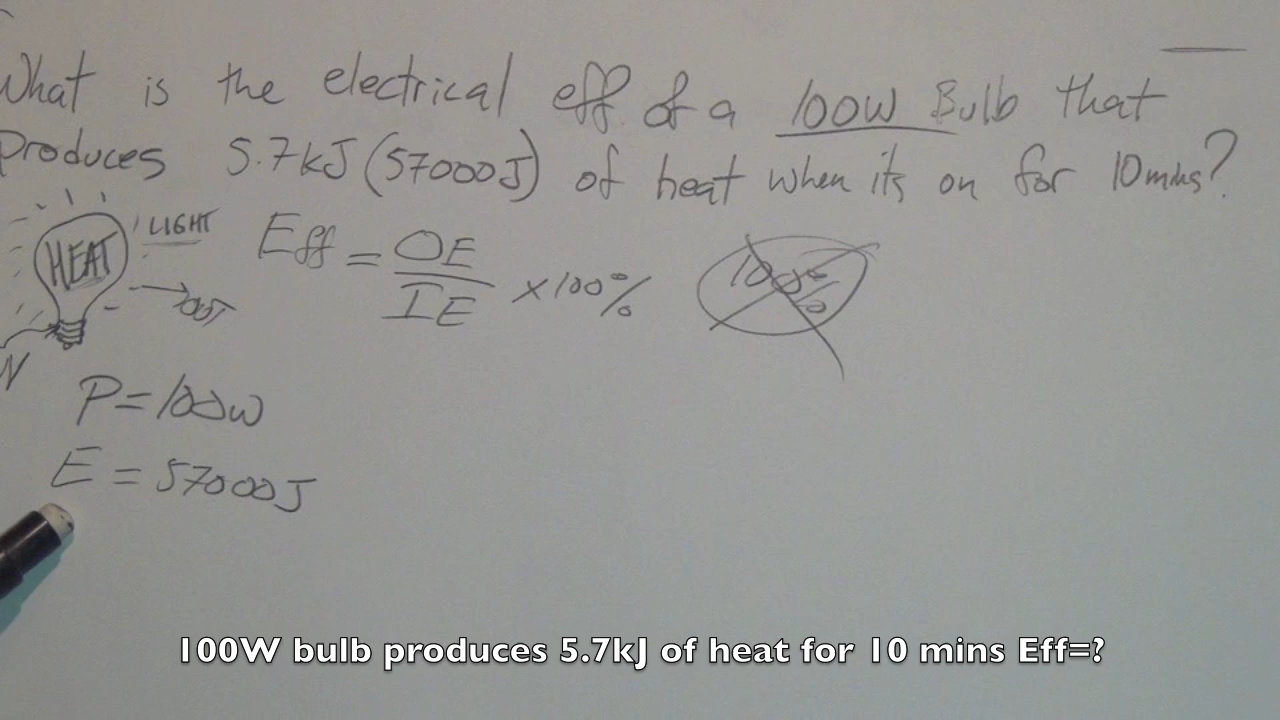 What is the electrical eff of a 100W Bulb that
Produces 5.7kJ (57000J) of heat when its on for 10mins?
LIGHT
HEAT
OUT
Eff = OE
IE
×100%
100%
P=100W
E = 57000J
100W bulb produces 5.7kJ of heat for 10 mins Eff=?